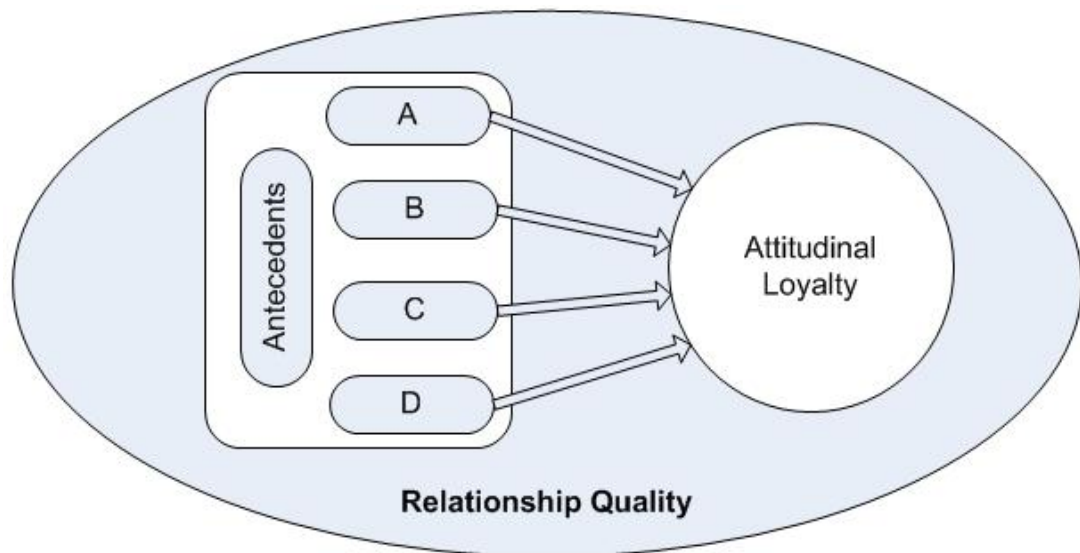 Antecedents
A
B
C
D
Attitudinal
Loyalty
Relationship Quality